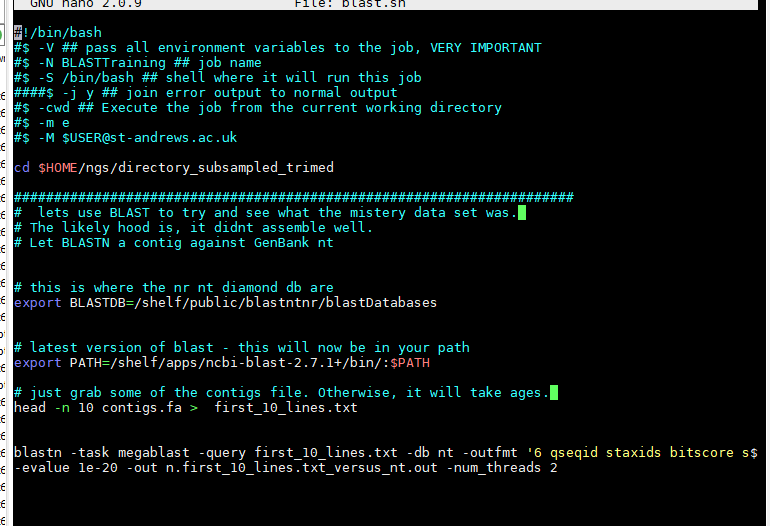 GNU nano 2.0.9 File: blast.sh
#!/bin/bash
#$ -V ## pass all environment variables to the job, VERY IMPORTANT
#$ -N BLASTTraining ## job name
#$ -S /bin/bash ## shell where it will run this job
####$ -j y ## join error output to normal output
#$ -cwd ## Execute the job from the current working directory
#$ -m e
#$ -M $USER@st-andrews.ac.uk
cd $HOME/ngs/directory_subsampled_trimed
######################################################################
#  lets use BLAST to try and see what the mistery data set was.
# The likely hood is, it didnt assemble well.
# Let BLASTN a contig against GenBank nt
# this is where the nr nt diamond db are
export BLASTDB=/shelf/public/blastntnr/blastDatabases
# latest version of blast - this will now be in your path
export PATH=/shelf/apps/ncbi-blast-2.7.1+/bin/:$PATH
# just grab some of the contigs file. Otherwise, it will take ages.
head -n 10 contigs.fa >  first_10_lines.txt
blastn -task megablast -query first_10_lines.txt -db nt -outfmt '6 qseqid staxids bitscore s$
-evalue 1e-20 -out n.first_10_lines.txt_versus_nt.out -num_threads 2